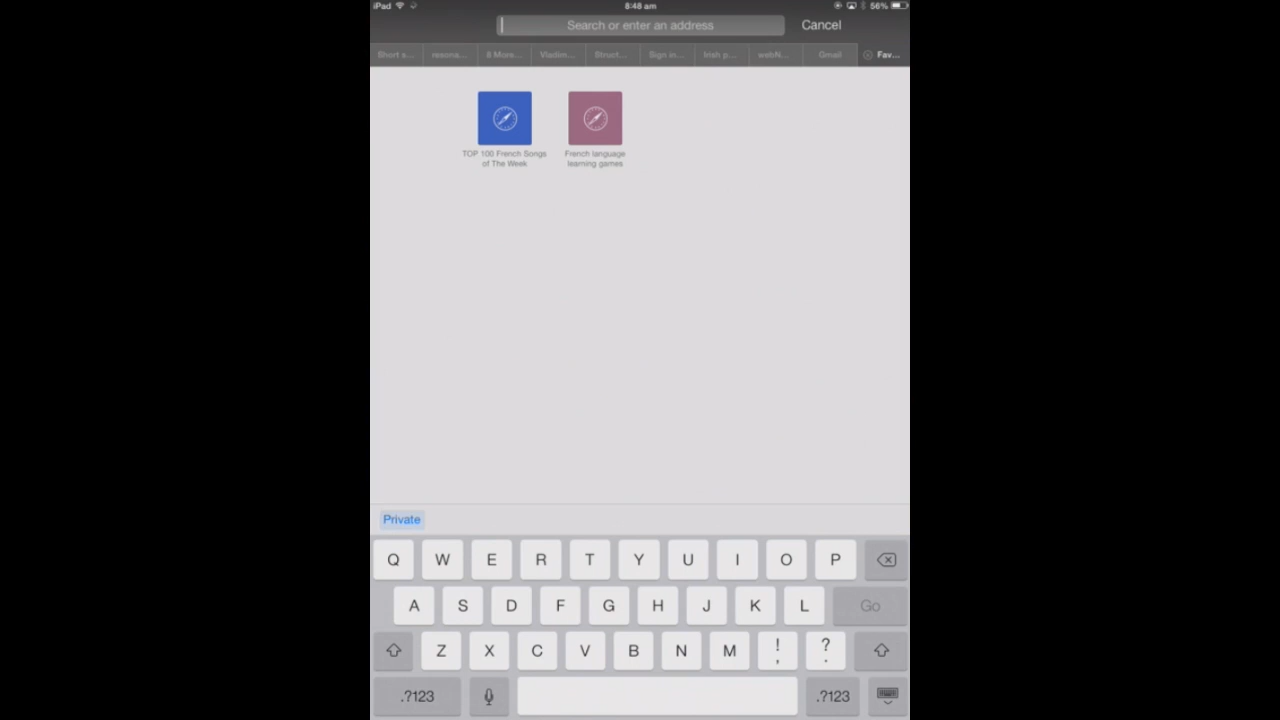 iPad 8:48 am 56%
Search or enter an address Cancel
Short s... resona... 8 More... Vladim... Struct... Sign in... Irish p... webN... Gmail Fav...
TOP 100 French Songs
of The Week
French language
learning games
Private
Q W E R T Y U I O P
A S D F G H J K L Go
Z X C V B N M ! , ? .
.?123 .?123